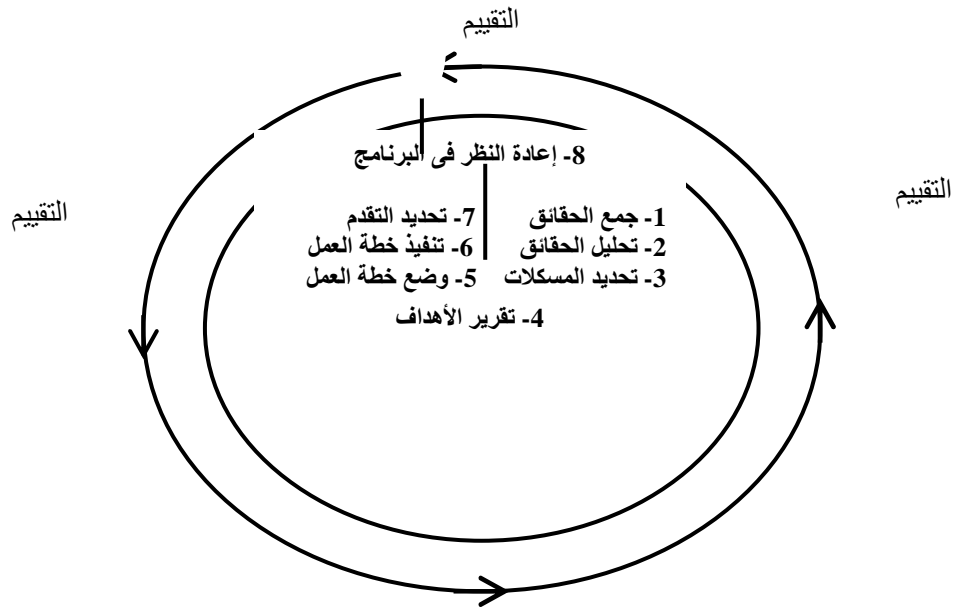 التقييم
التقييم
التقييم
8- إعادة النظر فى البرنامج
1- جمع الحقائق 7- تحديد التقدم
2- تحليل الحقائق 6- تنفيذ خطة العمل
3- تحديد المسكلات 5- وضع خطة العمل
4- تقرير الأهداف